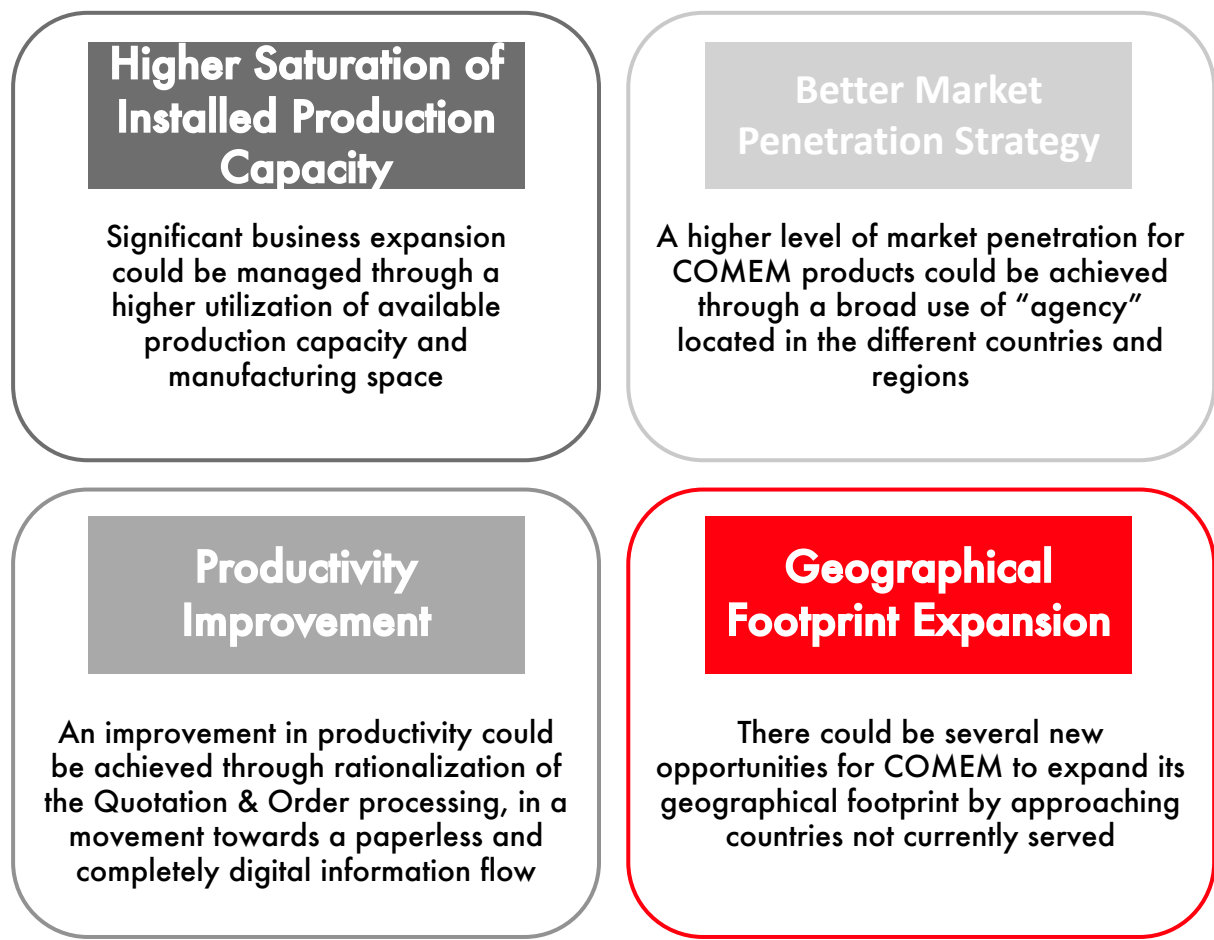 Higher Saturation of
Installed Production
Capacity
Significant business expansion
could be managed through a
higher utilization of available
production capacity and
manufacturing space
Better Market
Penetration Strategy
A higher level of market penetration for
COMEM products could be achieved
through a broad use of “agency”
located in the different countries and
regions
Productivity
Improvement
An improvement in productivity could
be achieved through rationalization of
the Quotation & Order processing, in a
movement towards a paperless and
completely digital information flow
Geographical
Footprint Expansion
There could be several new
opportunities for COMEM to expand its
geographical footprint by approaching
countries not currently served